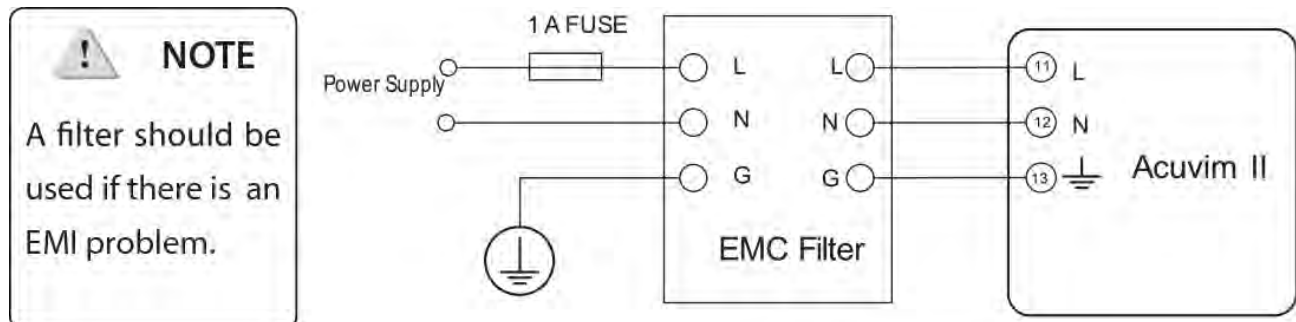 ! NOTE
A filter should be
used if there is an
EMI problem.
1 A FUSE
Power Supply
L L 11 L
N N 12 N
G G 13
EMC Filter
Acuvim II